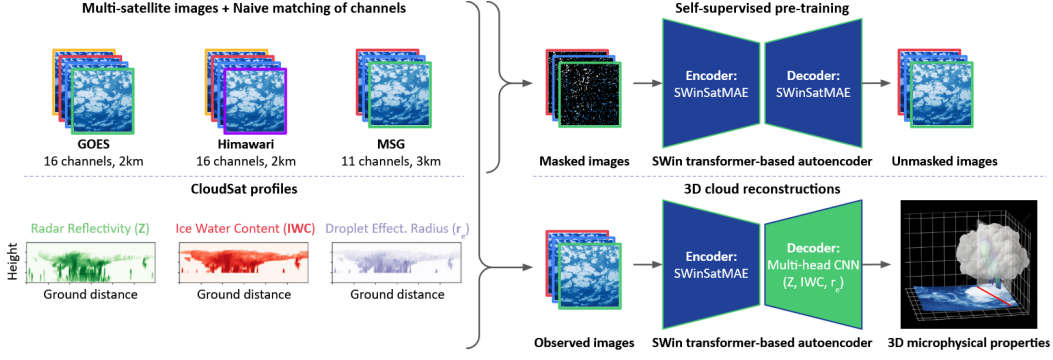 Multi-satellite images + Naive matching of channels
GOES
16 channels, 2km
Himawari
16 channels, 2km
MSG
11 channels, 3km
CloudSat profiles
Radar Reflectivity (Z)
Ice Water Content (IWC)
Droplet Effect. Radius (re)
Height
Ground distance
Ground distance
Ground distance
Self-supervised pre-training
Encoder:
SWinSatMAE
Decoder:
SWinSatMAE
Masked images
SWin transformer-based autoencoder
Unmasked images
3D cloud reconstructions
Encoder:
SWinSatMAE
Decoder:
Multi-head CNN
(Z, IWC, re)
Observed images
SWin transformer-based autoencoder
3D microphysical properties